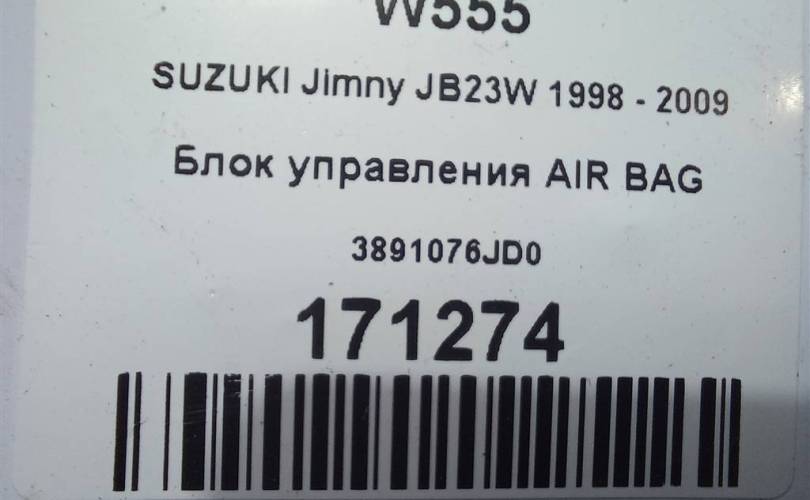 W555
SUZUKI Jimny JB23W 1998 - 2009
Блок управления AIR BAG
3891076JD0
171274